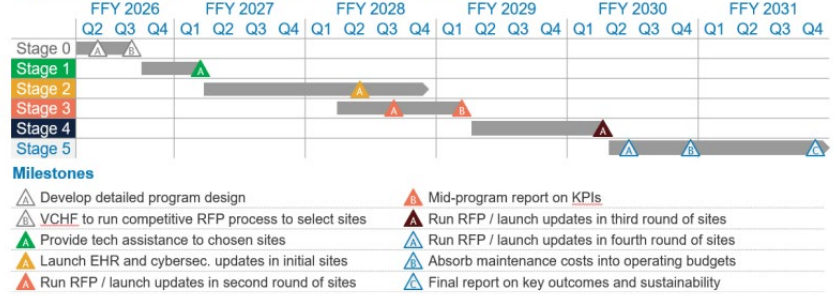 FFY 2026 FFY 2027 FFY 2028 FFY 2029 FFY 2030 FFY 2031
Q2 Q3 Q4 Q1 Q2 Q3 Q4 Q1 Q2 Q3 Q4 Q1 Q2 Q3 Q4 Q1 Q2 Q3 Q4 Q1 Q2 Q3 Q4
Stage 0 A B
Stage 1 A
Stage 2 A
Stage 3 A B
Stage 4 A
Stage 5 A B C
Milestones
A Develop detailed program design
B VCHF to run competitive RFP process to select sites
A Provide tech assistance to chosen sites
A Launch EHR and cybersec. updates in initial sites
A Run RFP / launch updates in second round of sites
B Mid-program report on KPIs
A Run RFP / launch updates in third round of sites
A Run RFP / launch updates in fourth round of sites
B Absorb maintenance costs into operating budgets
C Final report on key outcomes and sustainability